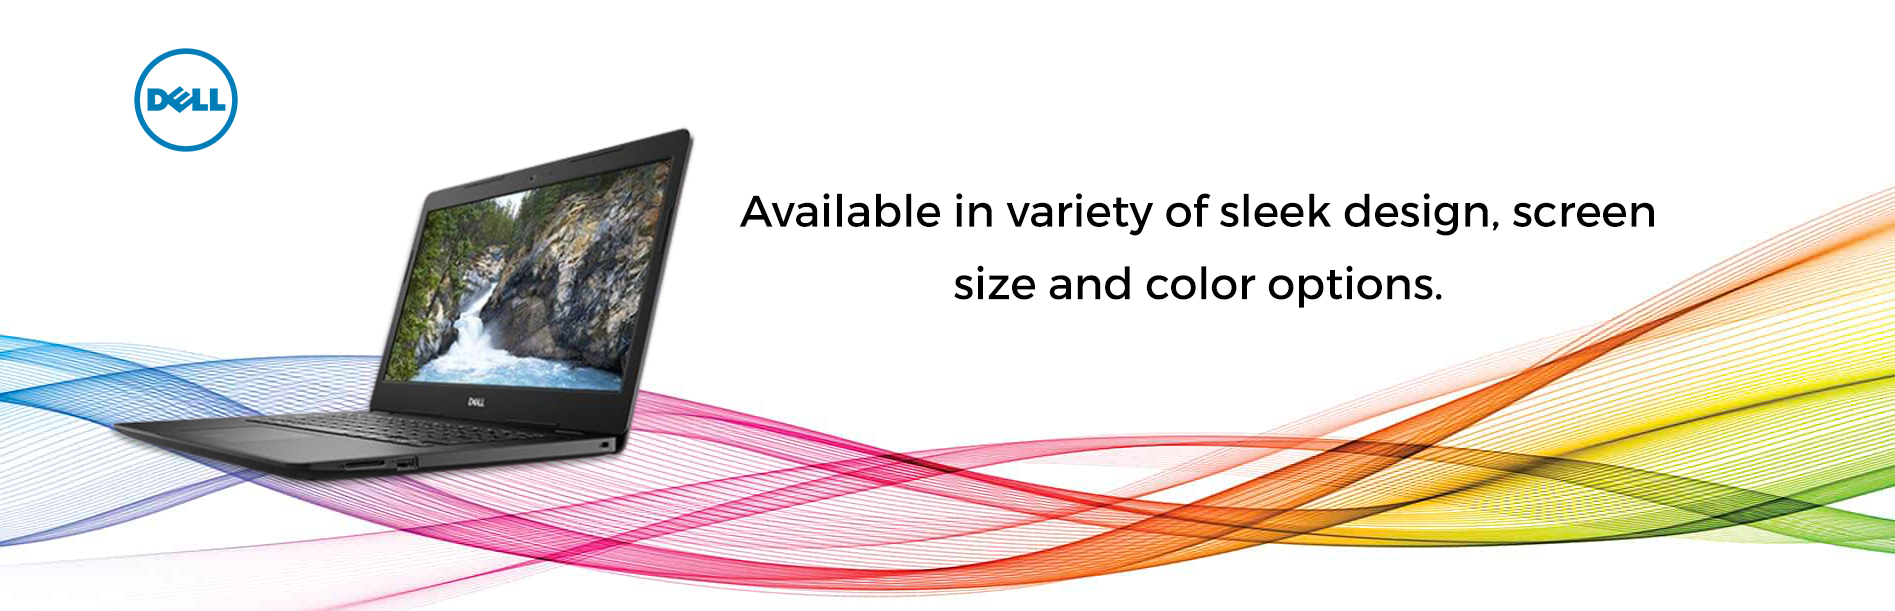 DELL
Available in variety of sleek design, screen
size and color options.
DELL